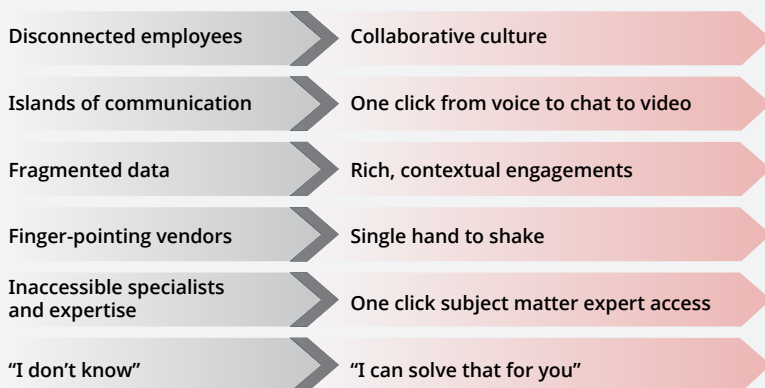 Disconnected employees
Collaborative culture
Islands of communication
One click from voice to chat to video
Fragmented data
Rich, contextual engagements
Finger-pointing vendors
Single hand to shake
Inaccessible specialists
and expertise
One click subject matter expert access
“I don’t know”
“I can solve that for you”